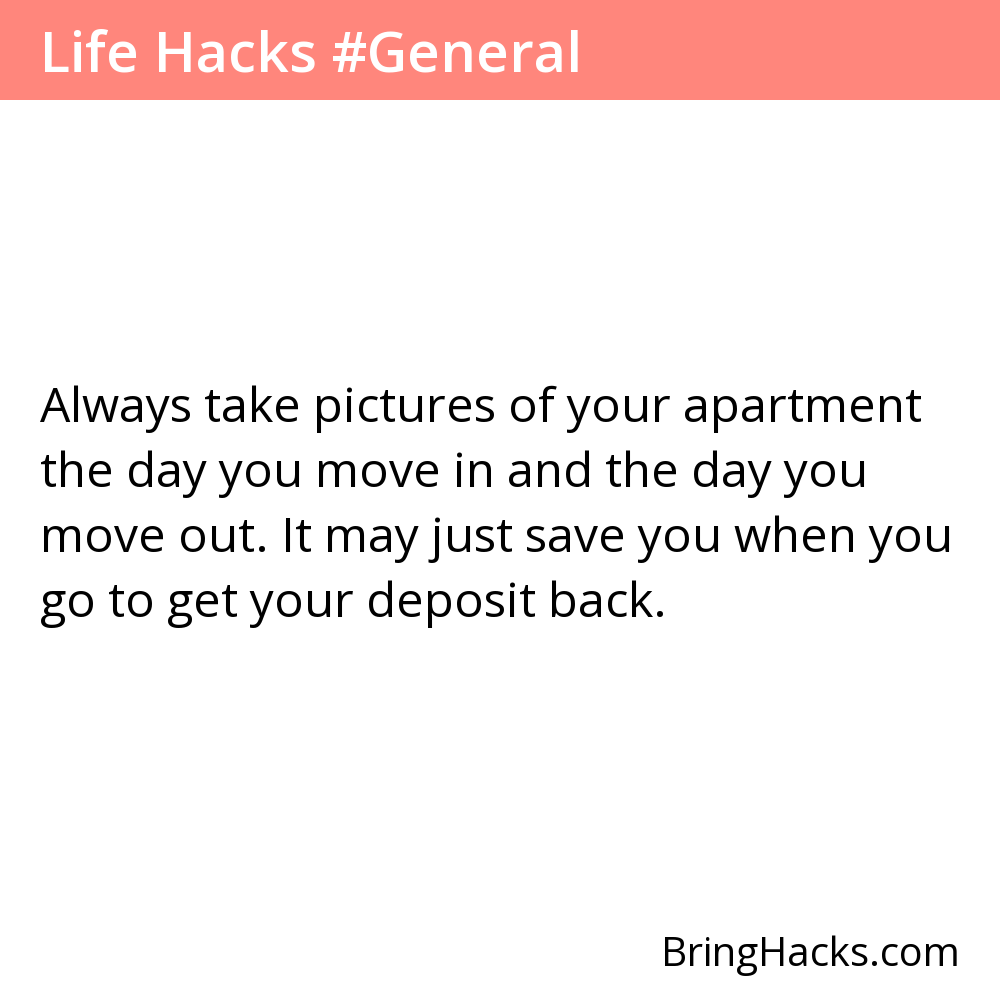 Life Hacks #General
Always take pictures of your apartment
the day you move in and the day you
move out. It may just save you when you
go to get your deposit back.
BringHacks.com